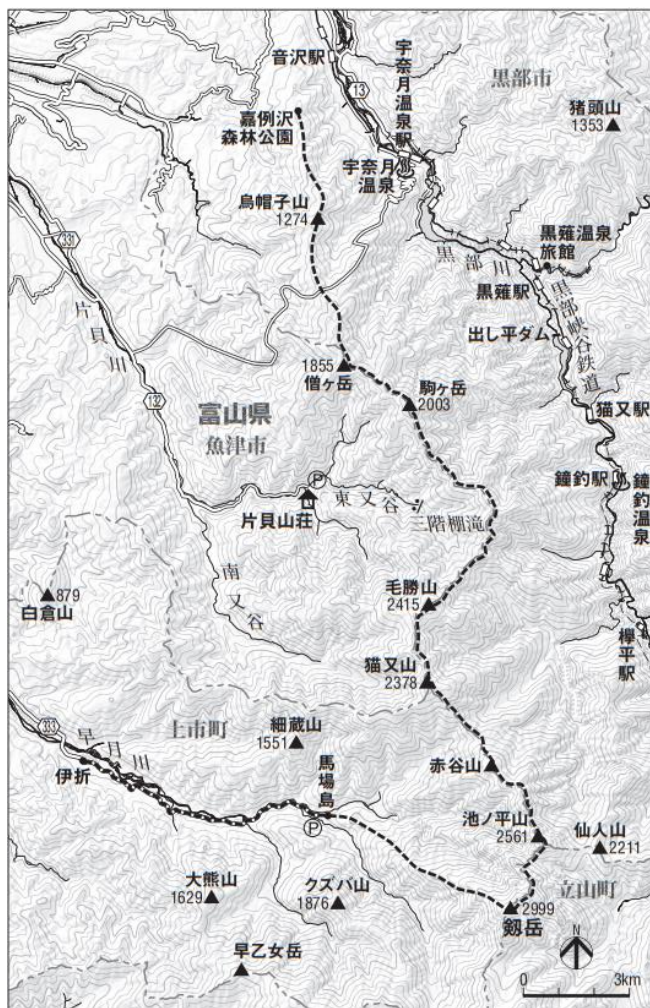 音沢駅
13
宇奈月温泉駅
黒部市
猪頭山
1353
嘉例沢
森林公園
宇奈月
温泉
烏帽子山
1274
331
片貝川
黒部川
黒薙温泉
旅館
黒薙駅
黒部峡谷鉄道
出し平ダム
1855
僧ヶ岳
駒ヶ岳
2003
132
富山県
魚津市
猫又駅
P
東又谷
三階棚滝
片貝山荘
鐘釣駅
鐘釣温泉
南又谷
879
白倉山
毛勝山
2415
欅平駅
猫又山
2378
333
早月川
上市町
細蔵山
1551
伊折
馬場島
P
赤谷山
池ノ平山
2561
仙人山
2211
大熊山
1629
クズバ山
1876
立山町
2999
剱岳
早乙女岳
N
0
3km